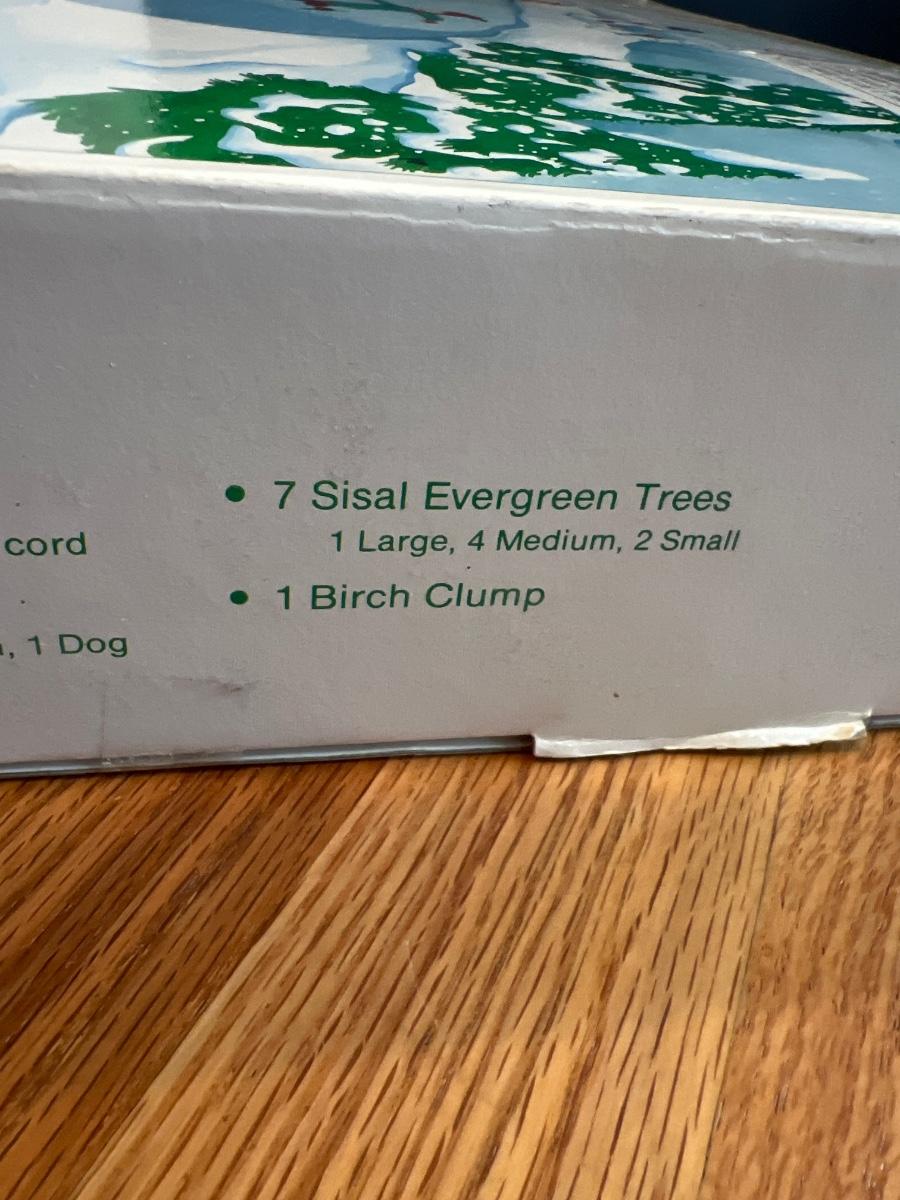 cord
, 1 Dog
• 7 Sisal Evergreen Trees
1 Large, 4 Medium, 2 Small
• 1 Birch Clump